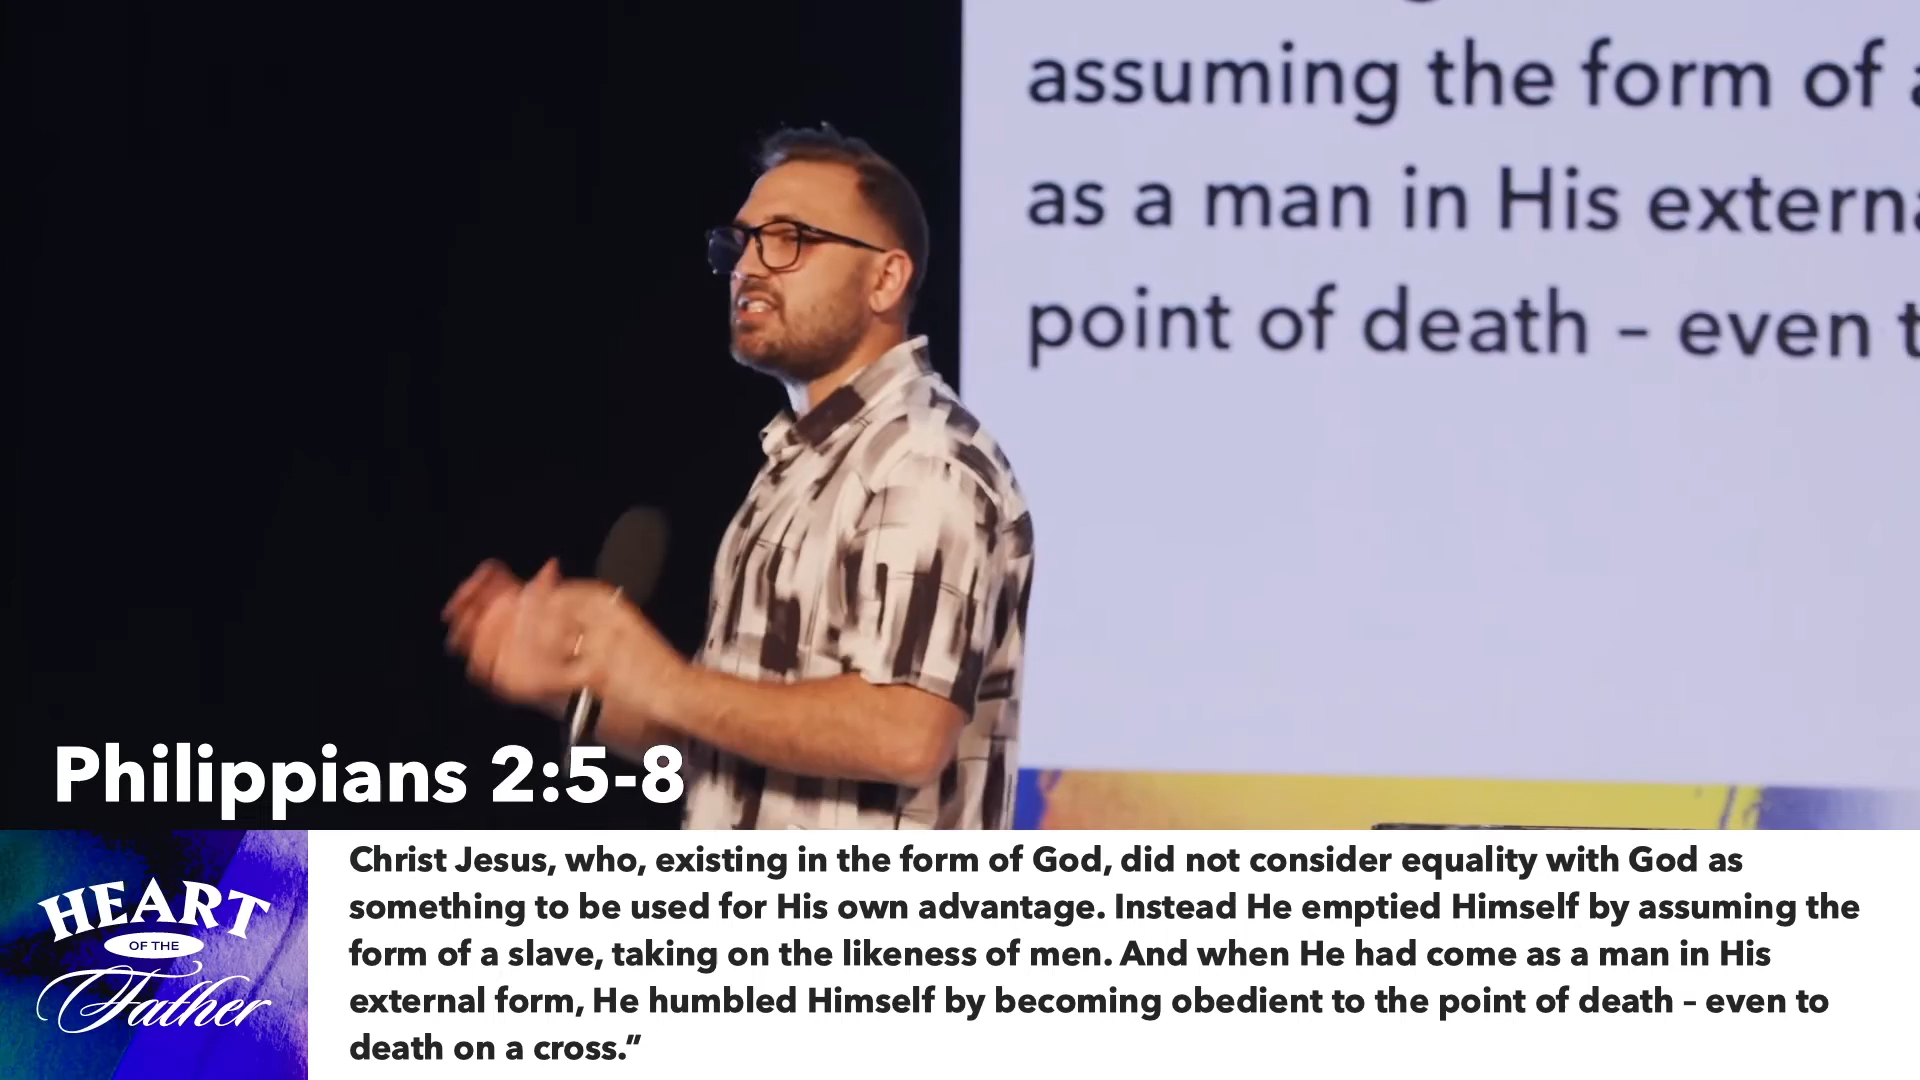 assuming the form of
as a man in His extern
point of death – even t
Philippians 2:5-8
HEART
OF THE
Father
Christ Jesus, who, existing in the form of God, did not consider equality with God as
something to be used for His own advantage. Instead He emptied Himself by assuming the
form of a slave, taking on the likeness of men. And when He had come as a man in His
external form, He humbled Himself by becoming obedient to the point of death – even to
death on a cross.”